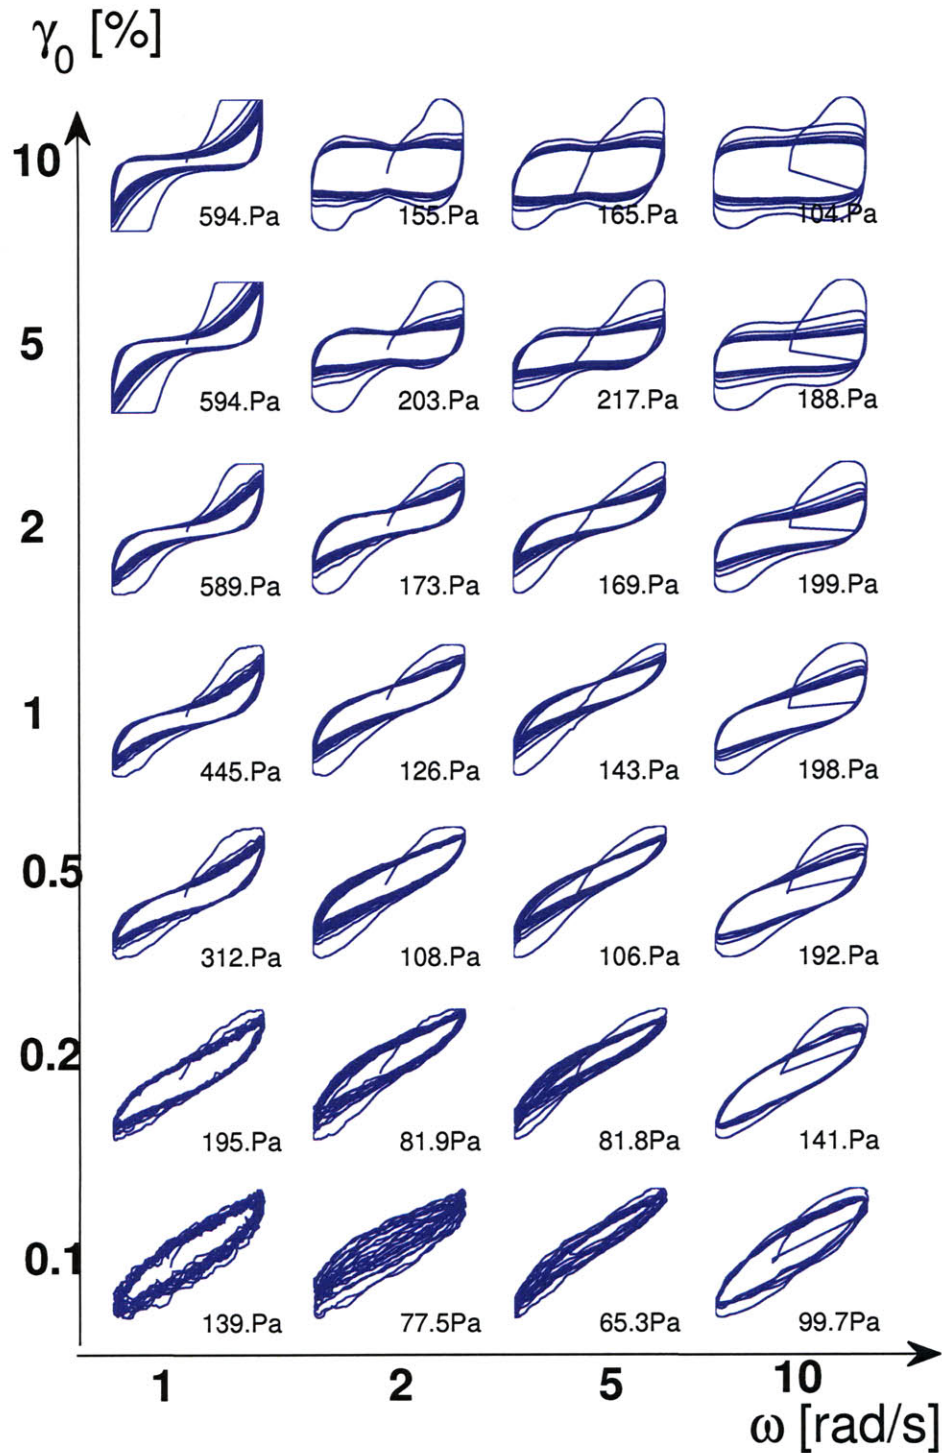 γ0 [%]
10
594.Pa 155.Pa 165.Pa 104.Pa
5
594.Pa 203.Pa 217.Pa 188.Pa
2
589.Pa 173.Pa 169.Pa 199.Pa
1
445.Pa 126.Pa 143.Pa 198.Pa
0.5
312.Pa 108.Pa 106.Pa 192.Pa
0.2
195.Pa 81.9Pa 81.8Pa 141.Pa
0.1
139.Pa 77.5Pa 65.3Pa 99.7Pa
1 2 5 10
ω [rad/s]